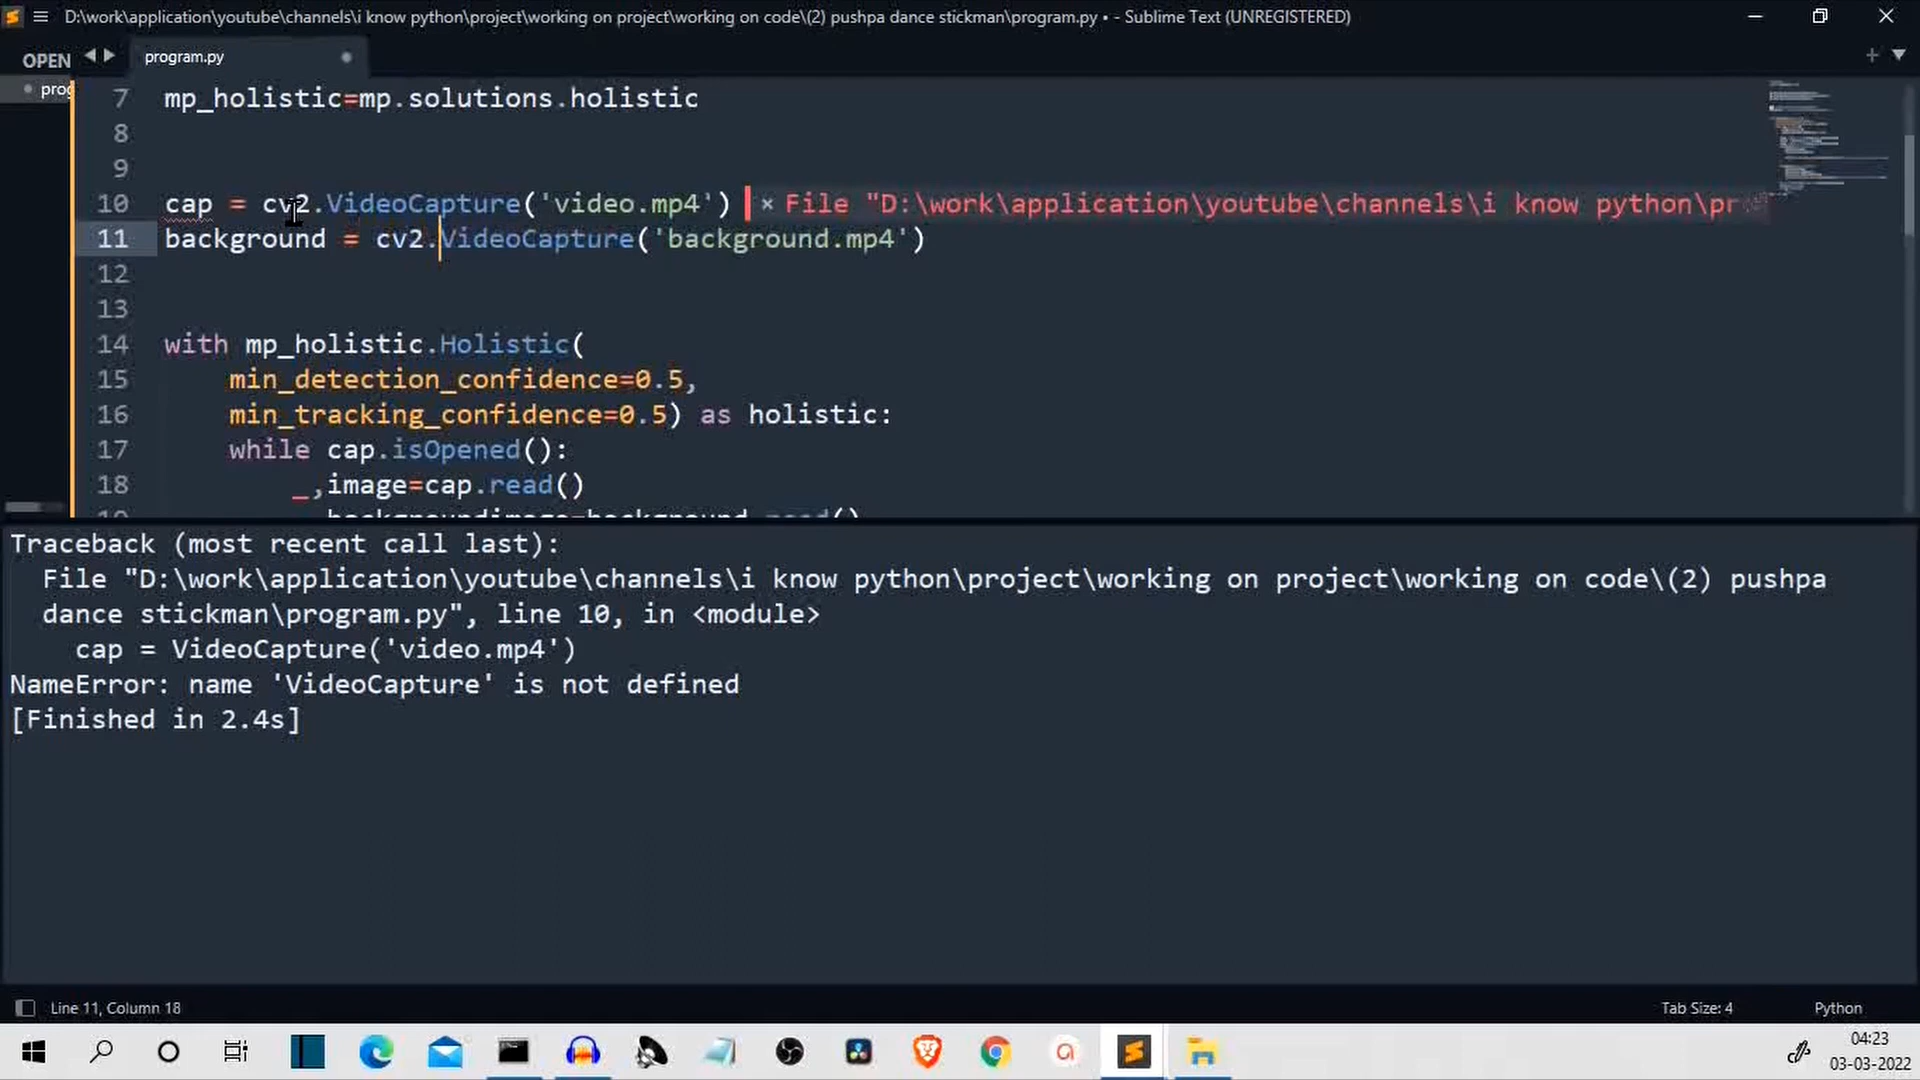 D:\work\application\youtube\channels\i know python\project\working on project\working on code\(2) pushpa dance stickman\program.py • - Sublime Text (UNREGISTERED)
OPEN
program.py
prog
7 mp_holistic=mp.solutions.holistic
8
9
10 cap = cv2.VideoCapture('video.mp4') × File "D:\work\application\youtube\channels\i know python\pr
11 background = cv2.VideoCapture('background.mp4')
12
13
14 with mp_holistic.Holistic(
15 min_detection_confidence=0.5,
16 min_tracking_confidence=0.5) as holistic:
17 while cap.isOpened():
18 _,image=cap.read()
Traceback (most recent call last):
File "D:\work\application\youtube\channels\i know python\project\working on project\working on code\(2) pushpa
dance stickman\program.py", line 10, in <module>
cap = VideoCapture('video.mp4')
NameError: name 'VideoCapture' is not defined
[Finished in 2.4s]
Line 11, Column 18
Tab Size: 4
Python
04:23
03-03-2022